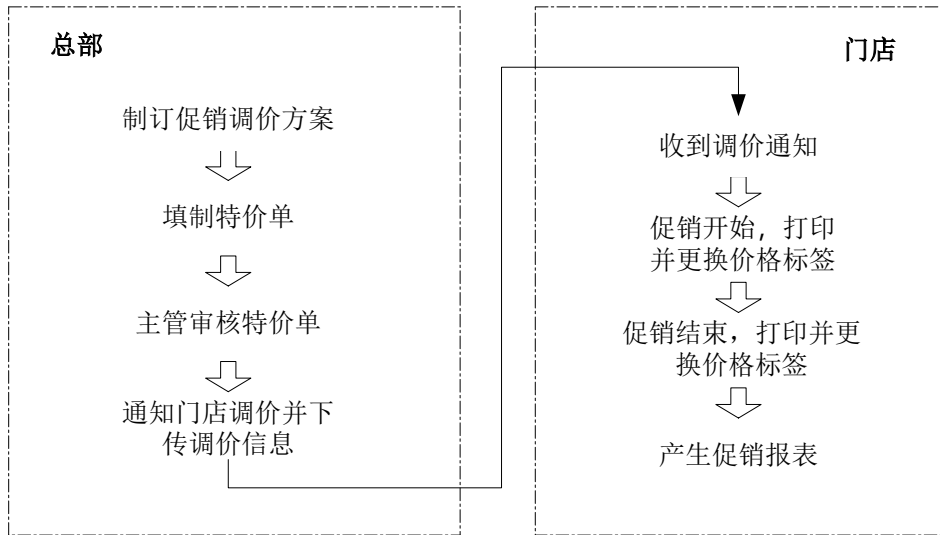 总部
制订促销调价方案
填制特价单
主管审核特价单
通知门店调价并下
传调价信息
门店
收到调价通知
促销开始，打印
并更换价格标签
促销结束，打印并更
换价格标签
产生促销报表